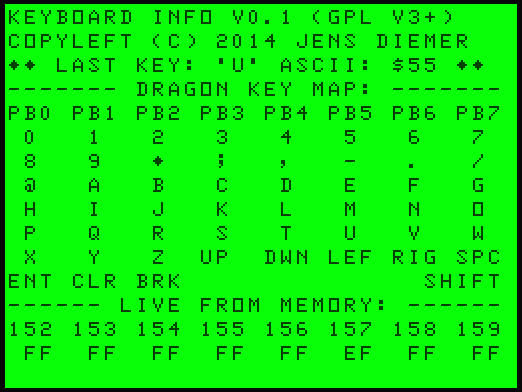 KEYBOARD INFO V0.1 (GPL V3+)
COPYLEFT (C) 2014 JENS DIEMER
** LAST KEY: 'U' ASCII: $55 **
------- DRAGON KEY MAP: -------
PB0 PB1 PB2 PB3 PB4 PB5 PB6 PB7
0 1 2 3 4 5 6 7
8 9 * ; , - . /
@ A B C D E F G
H I J K L M N O
P Q R S T U V W
X Y Z UP DWN LEF RIG SPC
ENT CLR BRK SHIFT
------ LIVE FROM MEMORY: ------
152 153 154 155 156 157 158 159
FF FF FF FF FF EF FF FF